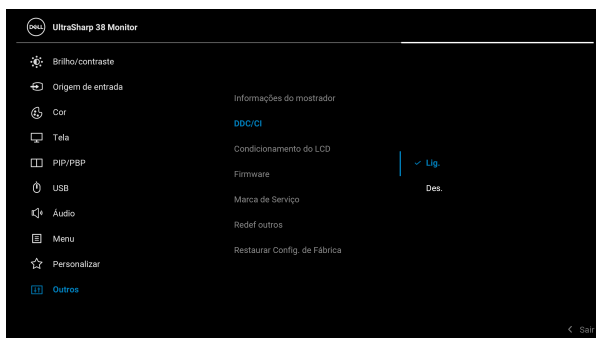 DELL UltraSharp 38 Monitor
Brilho/contraste
Origem de entrada
Cor
Tela
PIP/PBP
USB
Áudio
Menu
Personalizar
Outros
Informações do mostrador
DDC/CI
Condicionamento do LCD
Firmware
Marca de Serviço
Redef outros
Restaurar Config. de Fábrica
Lig.
Des.
Sair